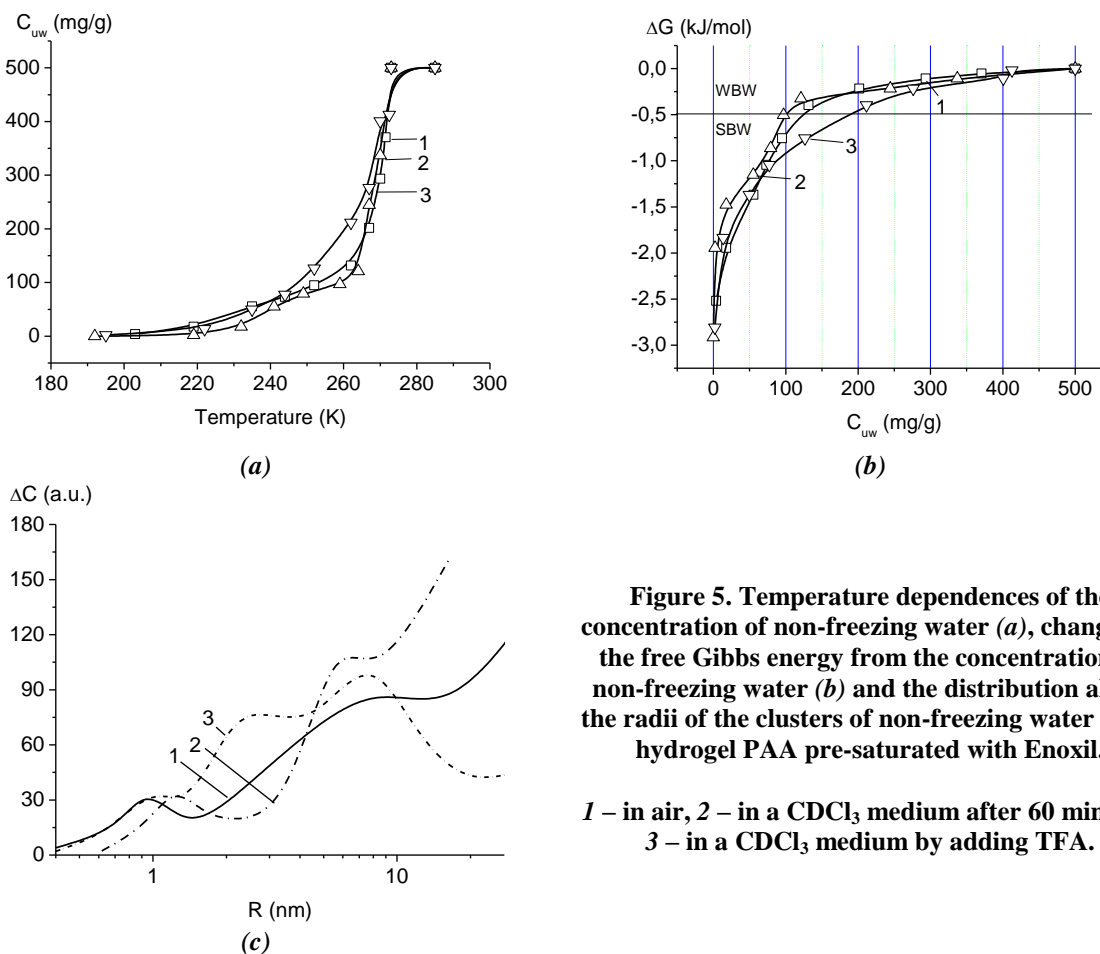 C_uw (mg/g)
500
400
300
200
100
0
1
2
3
180 200 220 240 260 280 300
Temperature (K)
(a)
ΔG (kJ/mol)
0,0
-0,5
-1,0
-1,5
-2,0
-2,5
-3,0
WBW
SBW
1
3
2
0 100 200 300 400 500
C_uw (mg/g)
(b)
ΔC (a.u.)
180
150
120
90
60
30
0
3
2
1
1 10
R (nm)
(c)
Figure 5. Temperature dependences of the
concentration of non-freezing water (a), chang
the free Gibbs energy from the concentration
non-freezing water (b) and the distribution a
the radii of the clusters of non-freezing water
hydrogel PAA pre-saturated with Enoxil.
1 – in air, 2 – in a CDCl₃ medium after 60 min
3 – in a CDCl₃ medium by adding TFA.